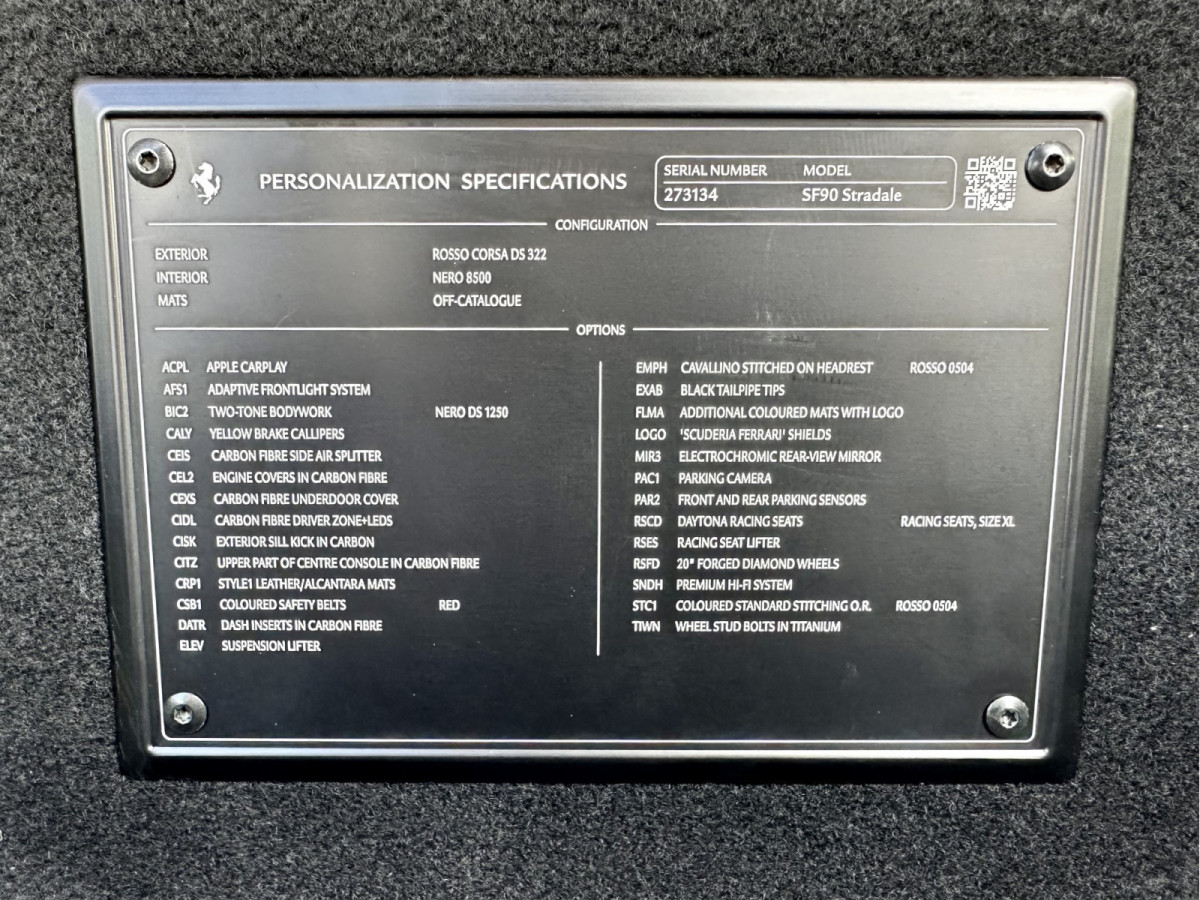 PERSONALIZATION SPECIFICATIONS
SERIAL NUMBER MODEL
273134 SF90 Stradale
CONFIGURATION
EXTERIOR ROSSO CORSA DS 322
INTERIOR NERO 8500
MATS OFF-CATALOGUE
OPTIONS
ACPL APPLE CARPLAY
AFS1 ADAPTIVE FRONTLIGHT SYSTEM
BIC2 TWO-TONE BODYWORK NERO DS 1250
CALY YELLOW BRAKE CALLIPERS
CEIS CARBON FIBRE SIDE AIR SPLITTER
CEL2 ENGINE COVERS IN CARBON FIBRE
CEXS CARBON FIBRE UNDERDOOR COVER
CIDL CARBON FIBRE DRIVER ZONE+LEDS
CISK EXTERIOR SILL KICK IN CARBON
CITZ UPPER PART OF CENTRE CONSOLE IN CARBON FIBRE
CRP1 STYLE1 LEATHER/ALCANTARA MATS
CSB1 COLOURED SAFETY BELTS RED
DATR DASH INSERTS IN CARBON FIBRE
ELEV SUSPENSION LIFTER
EMPH CAVALLINO STITCHED ON HEADREST ROSSO 0504
EXAB BLACK TAILPIPE TIPS
FLMA ADDITIONAL COLOURED MATS WITH LOGO
LOGO 'SCUDERIA FERRARI' SHIELDS
MIR3 ELECTROCHROMIC REAR-VIEW MIRROR
PAC1 PARKING CAMERA
PAR2 FRONT AND REAR PARKING SENSORS
RSCD DAYTONA RACING SEATS RACING SEATS, SIZE XL
RSES RACING SEAT LIFTER
RSFD 20" FORGED DIAMOND WHEELS
SNDH PREMIUM HI-FI SYSTEM
STC1 COLOURED STANDARD STITCHING O.R. ROSSO 0504
TIWN WHEEL STUD BOLTS IN TITANIUM